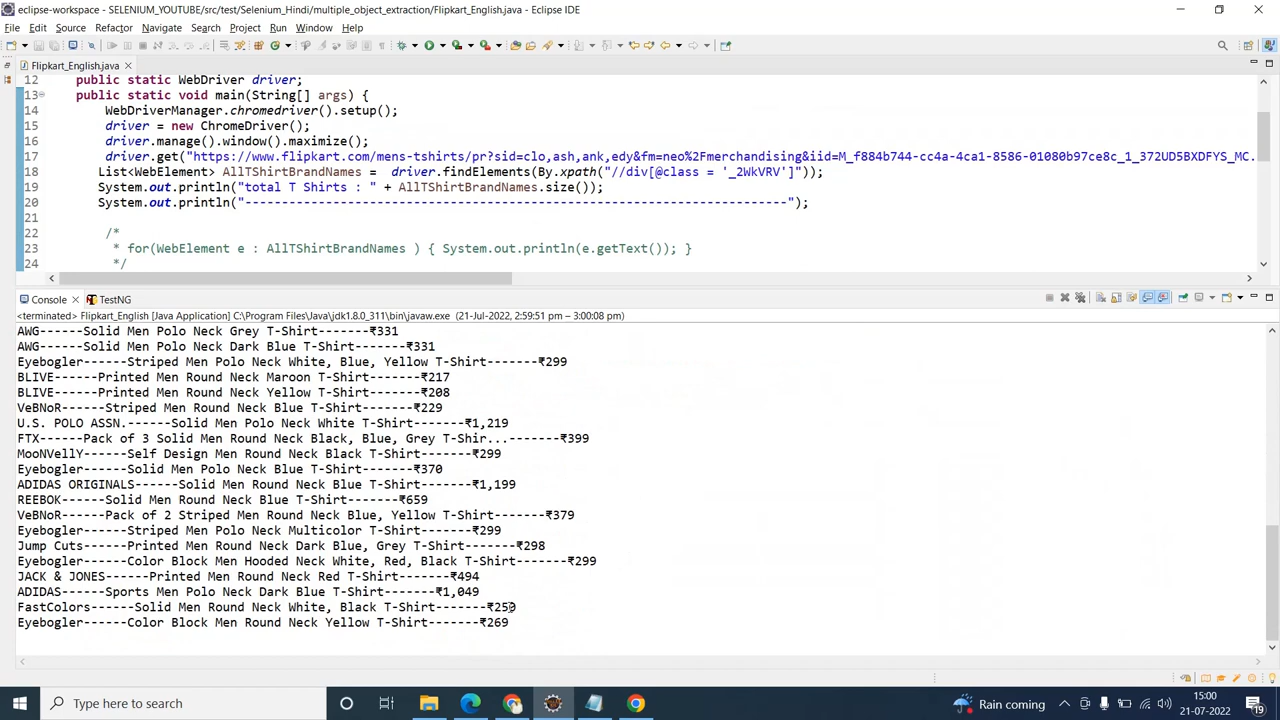 eclipse-workspace - SELENIUM_YOUTUBE/src/test/Selenium_Hindi/multiple_object_extraction/Flipkart_English.java - Eclipse IDE
File Edit Source Refactor Navigate Search Project Run Window Help
Flipkart_English.java
12 public static WebDriver driver;
13 public static void main(String[] args) {
14 WebDriverManager.chromedriver().setup();
15 driver = new ChromeDriver();
16 driver.manage().window().maximize();
17 driver.get("https://www.flipkart.com/mens-tshirts/pr?sid=clo,ash,ank,edy&fm=neo%2Fmerchandising&iid=M_f884b744-cc4a-4ca1-8586-01080b97ce8c_1_372UD5BXDFYS_MC.
18 List<WebElement> AllTShirtBrandNames = driver.findElements(By.xpath("//div[@class = '_2WkVRV']"));
19 System.out.println("total T Shirts : " + AllTShirtBrandNames.size());
20 System.out.println("--------------------------------------------------------------------------");
21
22 /*
23 * for(WebElement e : AllTShirtBrandNames ) { System.out.println(e.getText()); }
24 */
Console TestNG
<terminated> Flipkart_English [Java Application] C:\Program Files\Java\jdk1.8.0_311\bin\javaw.exe (21-Jul-2022, 2:59:51 pm – 3:00:08 pm)
AWG------Solid Men Polo Neck Grey T-Shirt-------₹331
AWG------Solid Men Polo Neck Dark Blue T-Shirt-------₹331
Eyebogler------Striped Men Polo Neck White, Blue, Yellow T-Shirt-------₹299
BLIVE------Printed Men Round Neck Maroon T-Shirt-------₹217
BLIVE------Printed Men Round Neck Yellow T-Shirt-------₹208
VeBNoR------Striped Men Round Neck Blue T-Shirt-------₹229
U.S. POLO ASSN.------Solid Men Polo Neck White T-Shirt-------₹1,219
FTX------Pack of 3 Solid Men Round Neck Black, Blue, Grey T-Shir...-------₹399
MooNVellY------Self Design Men Round Neck Black T-Shirt-------₹299
Eyebogler------Solid Men Polo Neck Blue T-Shirt-------₹370
ADIDAS ORIGINALS------Solid Men Round Neck Blue T-Shirt-------₹1,199
REEBOK------Solid Men Round Neck Blue T-Shirt-------₹659
VeBNoR------Pack of 2 Striped Men Round Neck Blue, Yellow T-Shirt-------₹379
Eyebogler------Striped Men Polo Neck Multicolor T-Shirt-------₹299
Jump Cuts------Printed Men Round Neck Dark Blue, Grey T-Shirt-------₹298
Eyebogler------Color Block Men Hooded Neck White, Red, Black T-Shirt-------₹299
JACK & JONES------Printed Men Round Neck Red T-Shirt-------₹494
ADIDAS------Sports Men Polo Neck Dark Blue T-Shirt-------₹1,049
FastColors------Solid Men Round Neck White, Black T-Shirt-------₹259
Eyebogler------Color Block Men Round Neck Yellow T-Shirt-------₹269
Type here to search
Rain coming
15:00
21-07-2022
19